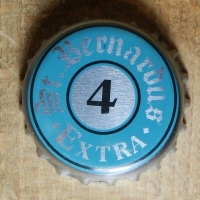 St. Bernardus
4
· EXTRA ·